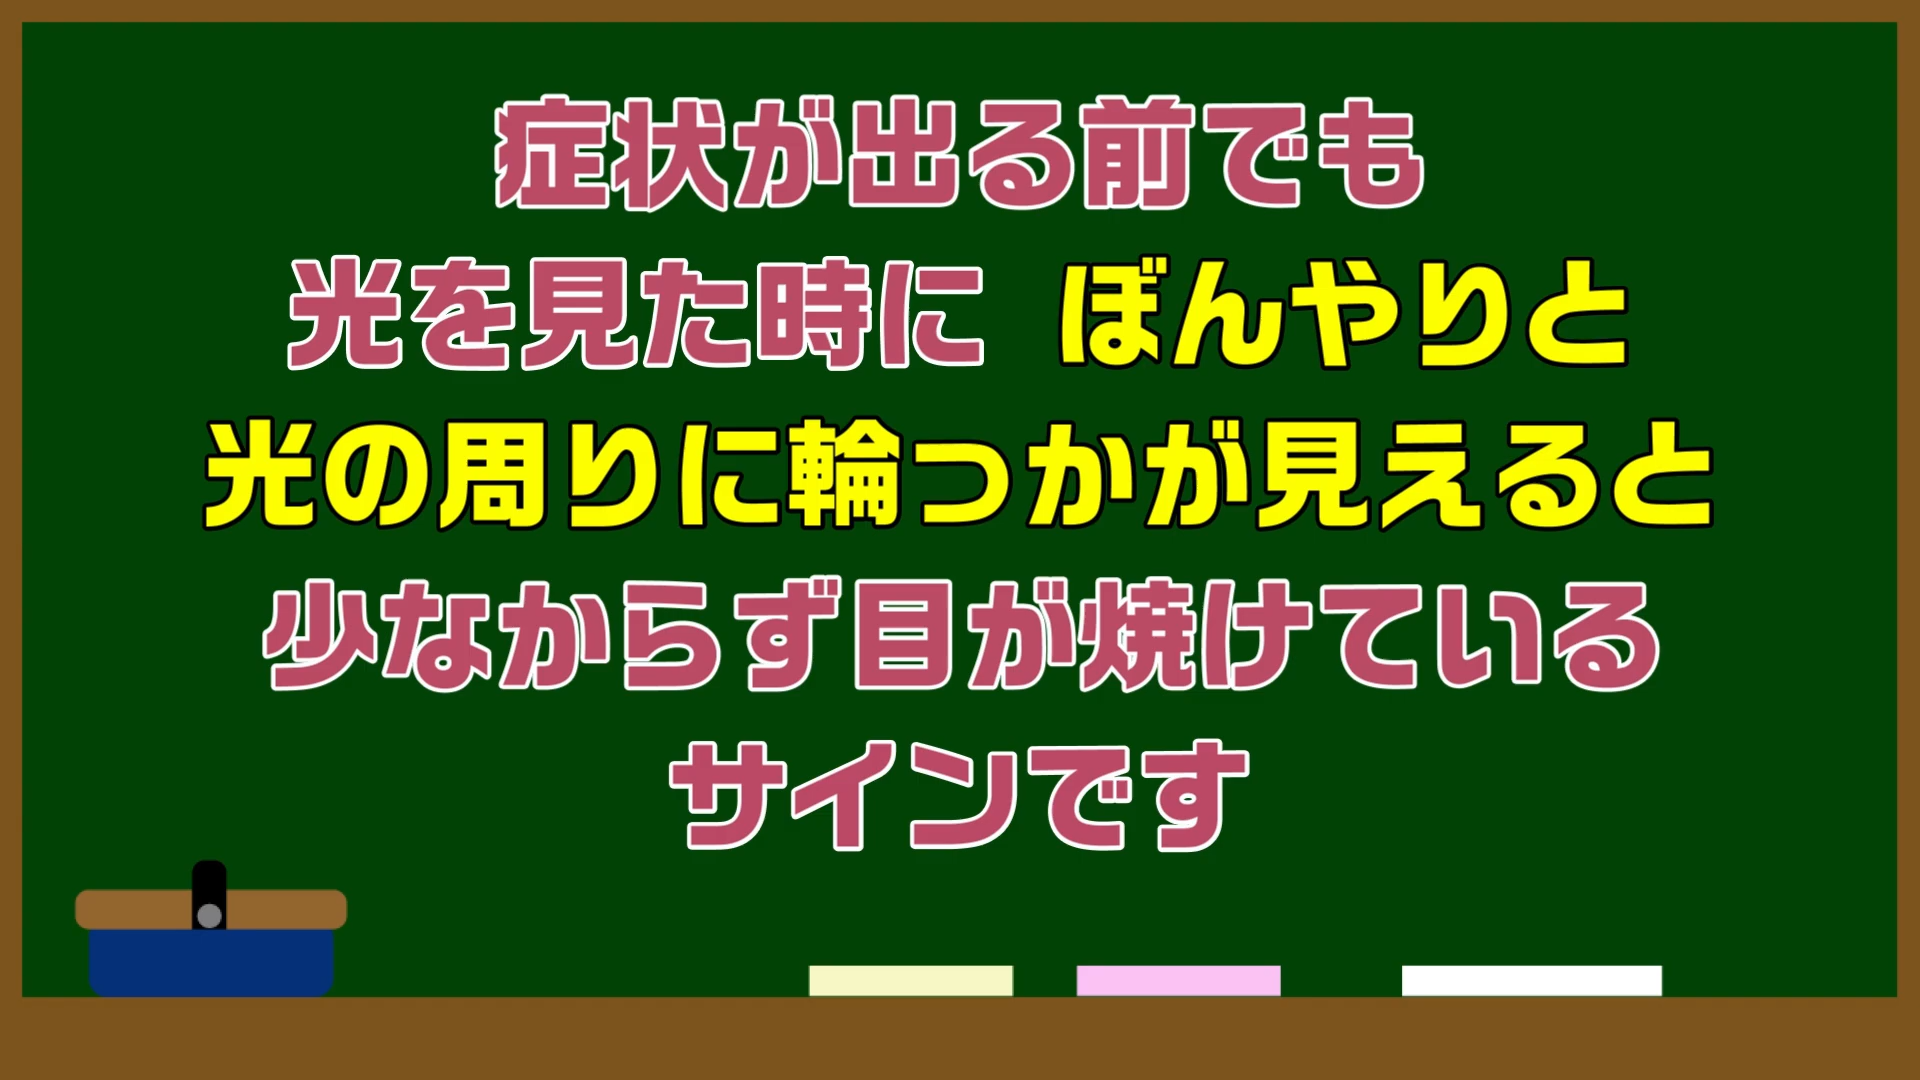 症状が出る前でも
光を見た時に ぼんやりと
光の周りに輪っかが見えると
少なからず目が焼けている
サインです